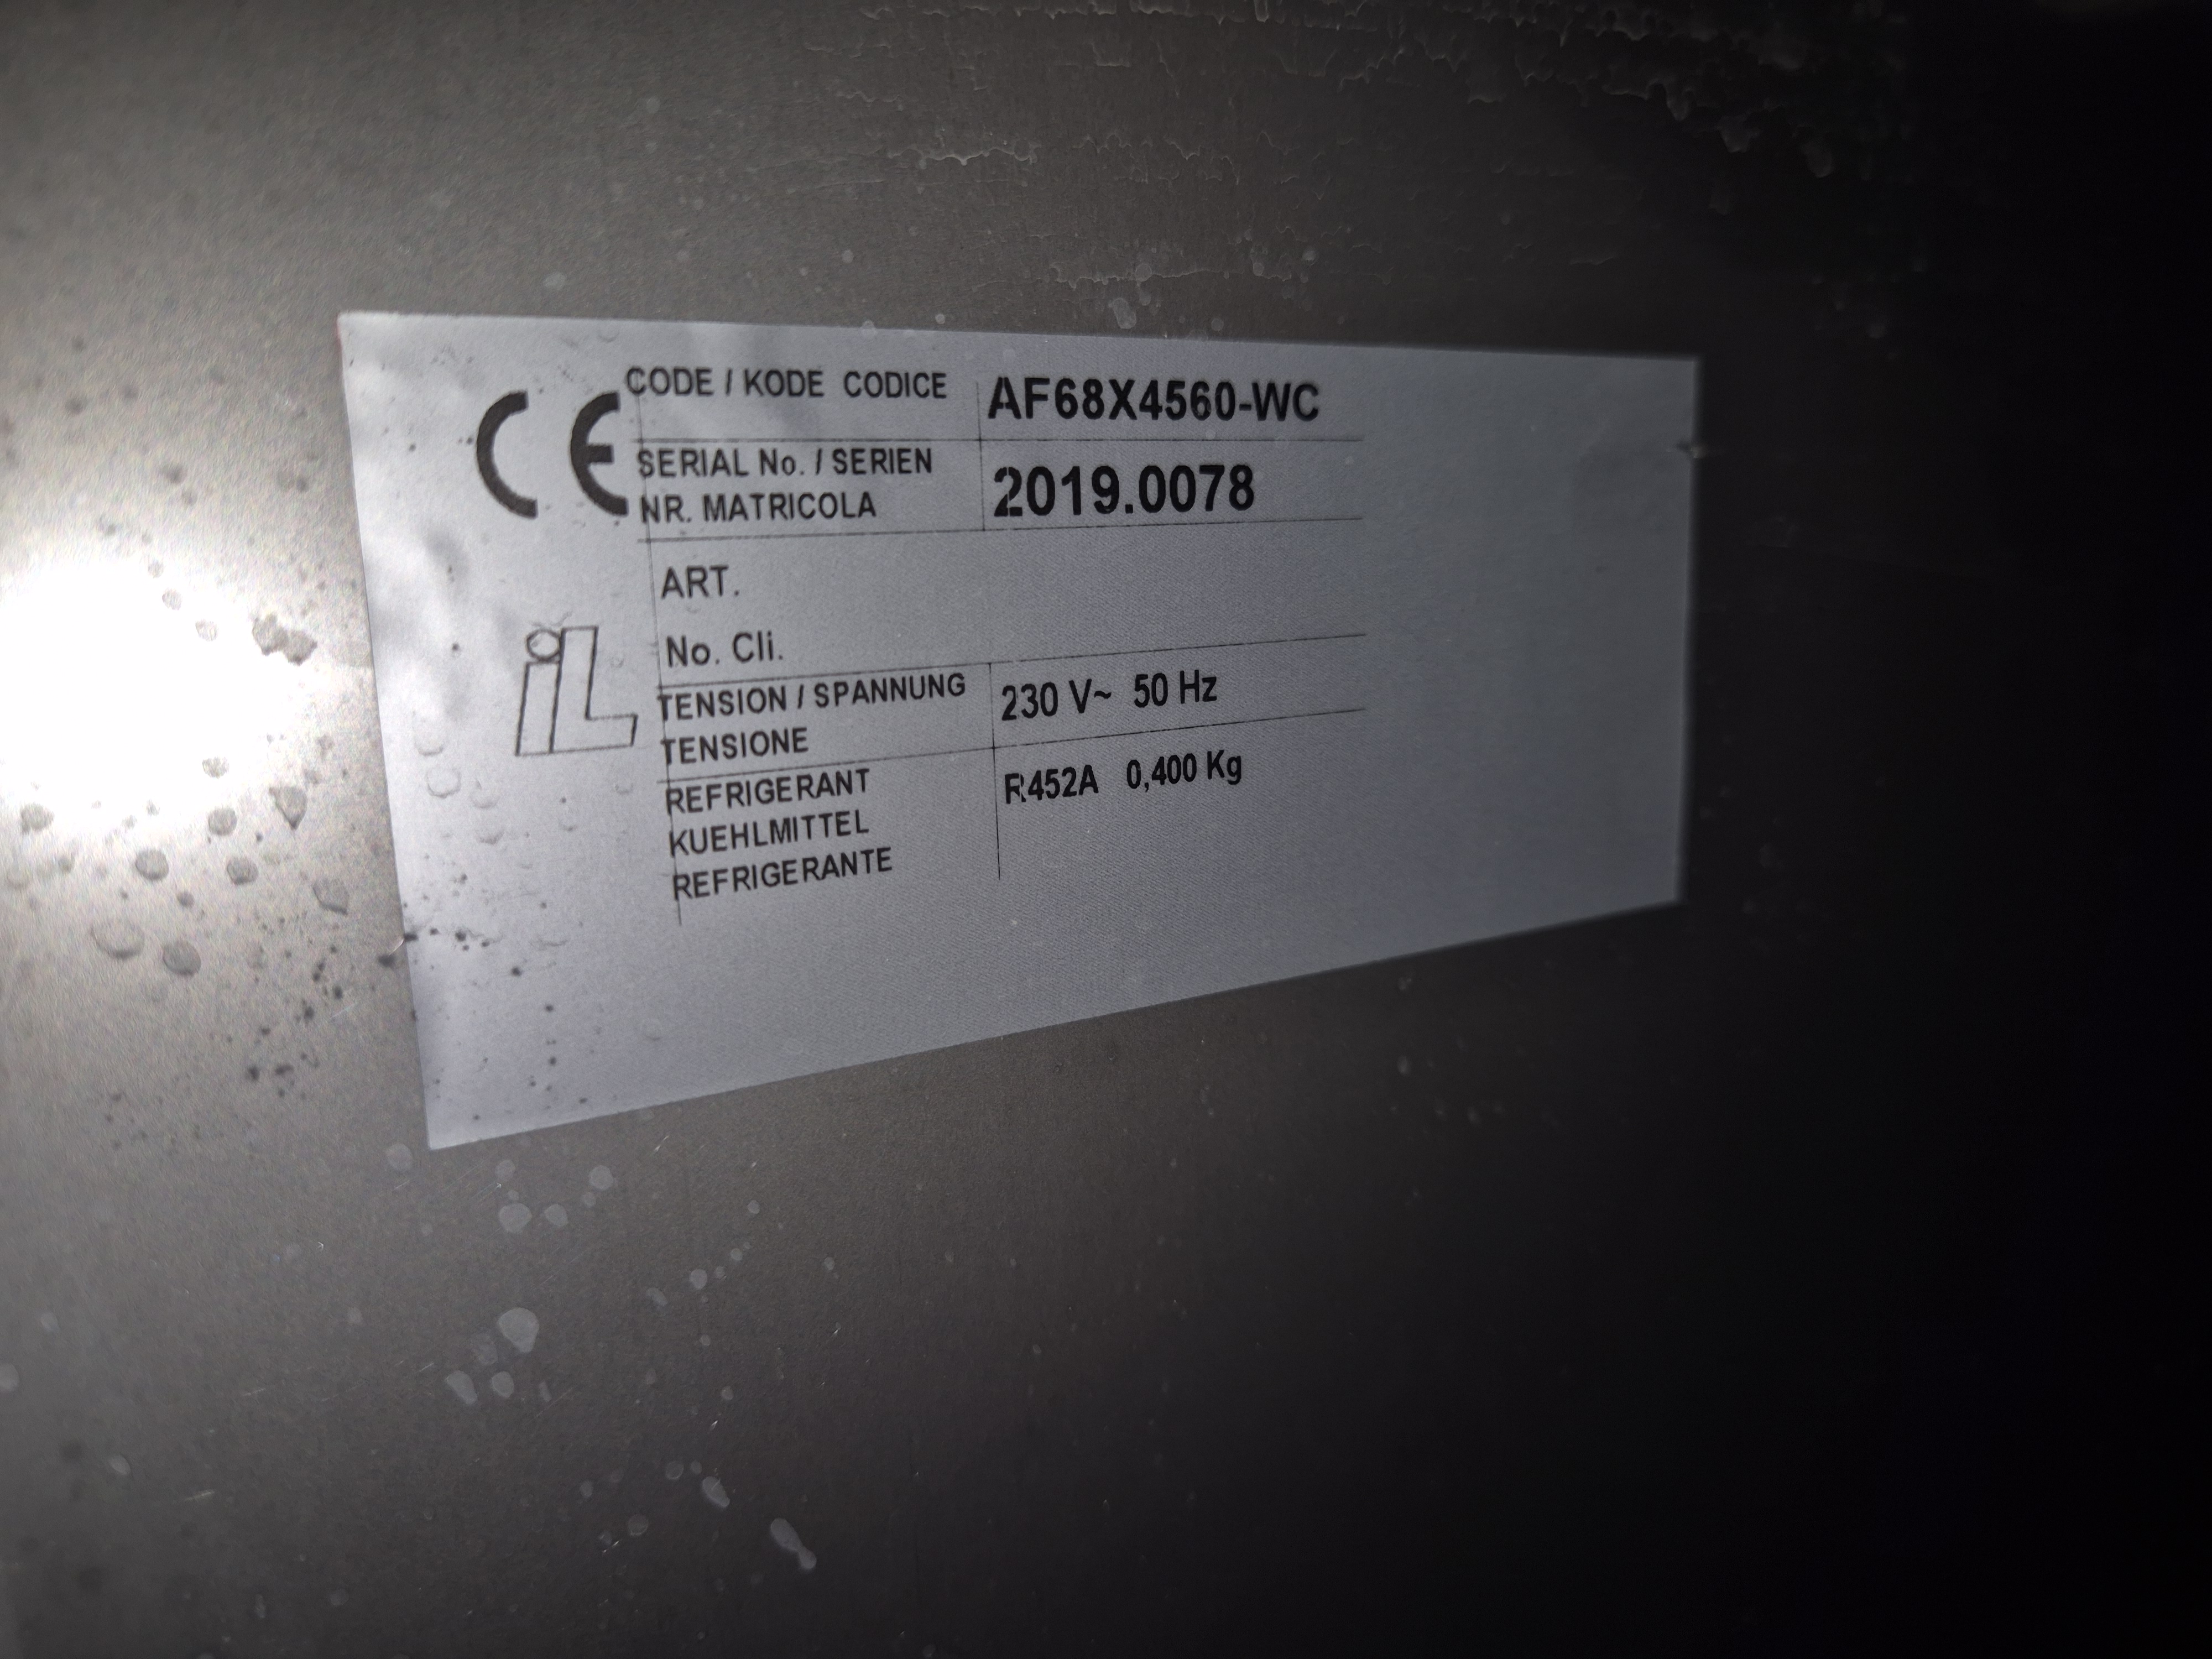 CE
CODE / KODE CODICE AF68X4560-WC
SERIAL No. / SERIEN
NR. MATRICOLA 2019.0078
ART.
iL
No. Cli.
TENSION / SPANNUNG 230 V~ 50 Hz
TENSIONE
REFRIGERANT R452A 0,400 Kg
KUEHLMITTEL
REFRIGERANTE